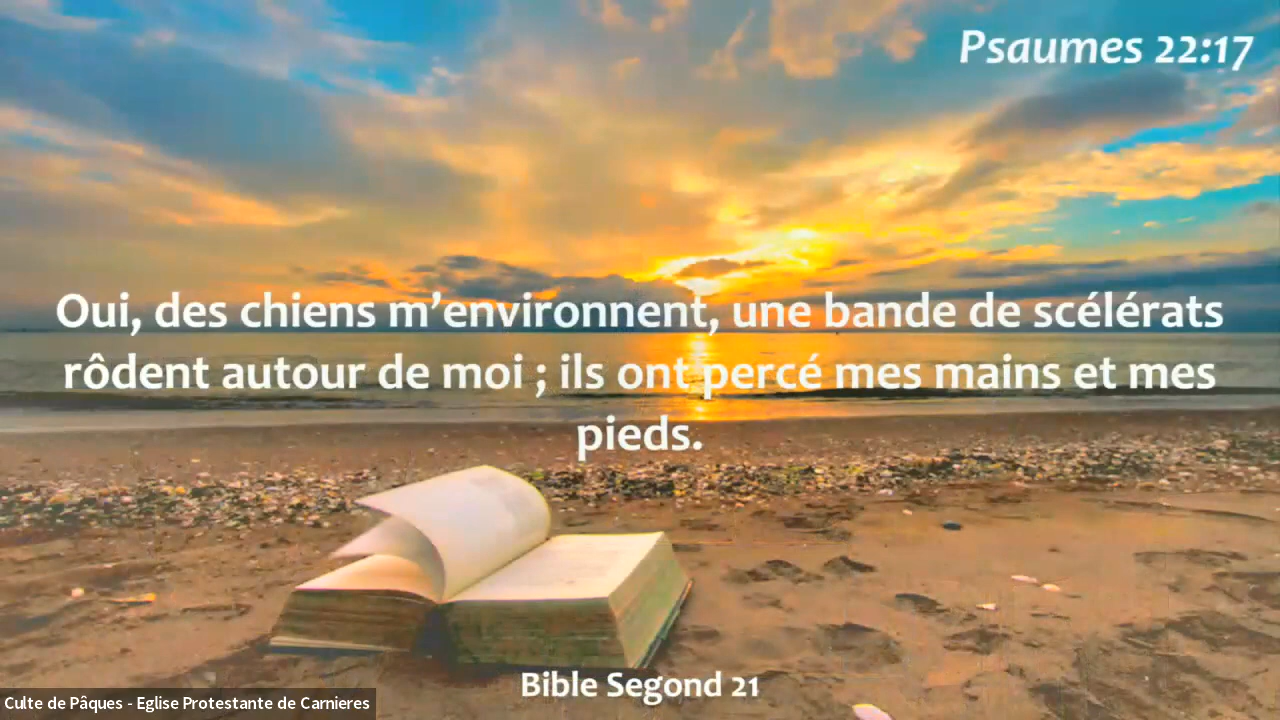 Psaumes 22:17
Oui, des chiens m’environnent, une bande de scélérats
rôdent autour de moi ; ils ont percé mes mains et mes
pieds.
Bible Segond 21
Culte de Pâques - Eglise Protestante de Carnieres